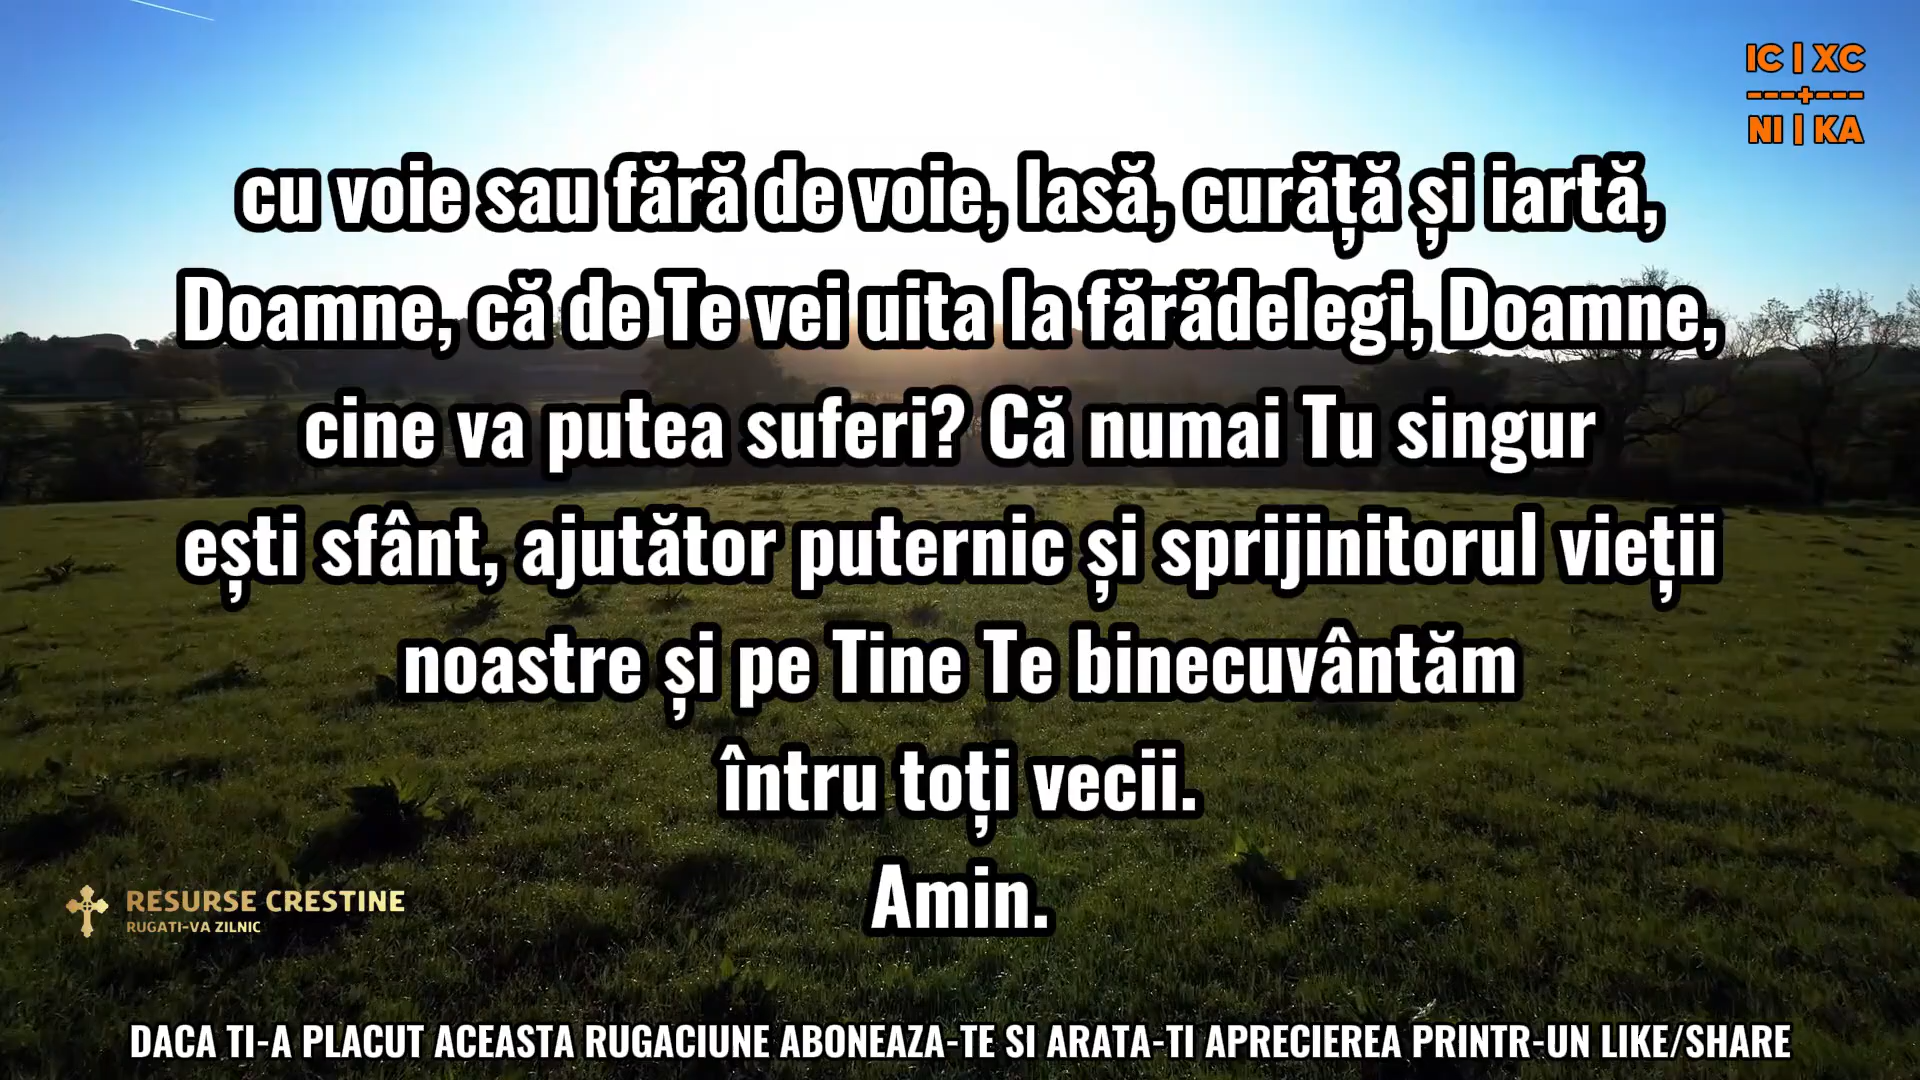 IC | XC
---+---
NI | KA
cu voie sau fără de voie, lasă, curăță și iartă,
Doamne, că de Te vei uita la fărădelegi, Doamne,
cine va putea suferi? Că numai Tu singur
ești sfânt, ajutător puternic și sprijinitorul vieții
noastre și pe Tine Te binecuvântăm
întru toți vecii.
Amin.
RESURSE CRESTINE
RUGATI-VA ZILNIC
DACA TI-A PLACUT ACEASTA RUGACIUNE ABONEAZA-TE SI ARATA-TI APRECIEREA PRINTR-UN LIKE/SHARE